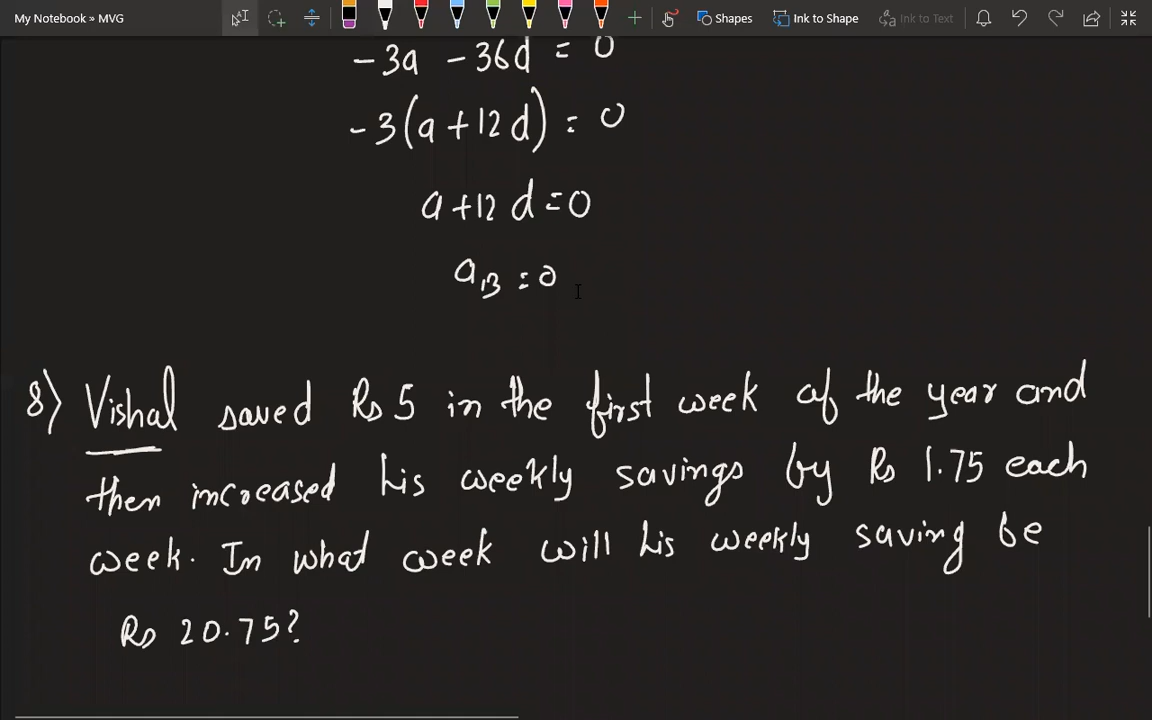 My Notebook » MVG
Shapes
Ink to Shape
Ink to Text
-3a - 36d = 0
-3(a+12d) = 0
a+12d=0
a13 = 0
8) Vishal saved Rs 5 in the first week of the year and
then increased his weekly savings by Rs 1.75 each
week. In what week will his weekly saving be
Rs 20.75?